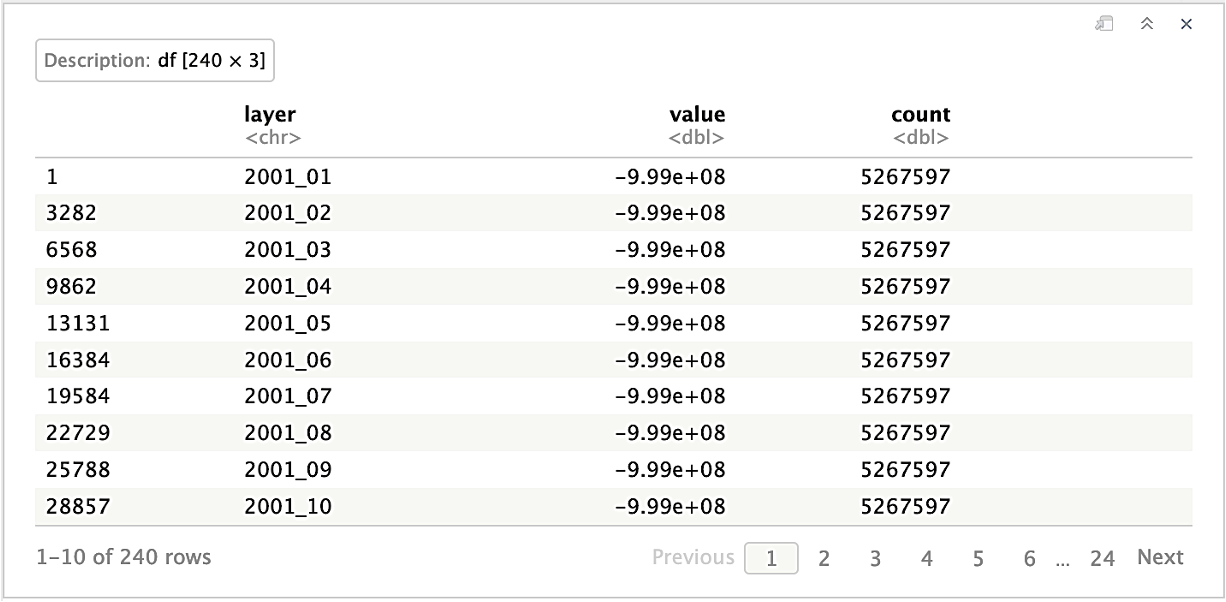 Description: df [240 × 3]
layer value count
<chr> <dbl> <dbl>
1 2001_01 -9.99e+08 5267597
3282 2001_02 -9.99e+08 5267597
6568 2001_03 -9.99e+08 5267597
9862 2001_04 -9.99e+08 5267597
13131 2001_05 -9.99e+08 5267597
16384 2001_06 -9.99e+08 5267597
19584 2001_07 -9.99e+08 5267597
22729 2001_08 -9.99e+08 5267597
25788 2001_09 -9.99e+08 5267597
28857 2001_10 -9.99e+08 5267597
1–10 of 240 rows Previous 1 2 3 4 5 6 ... 24 Next